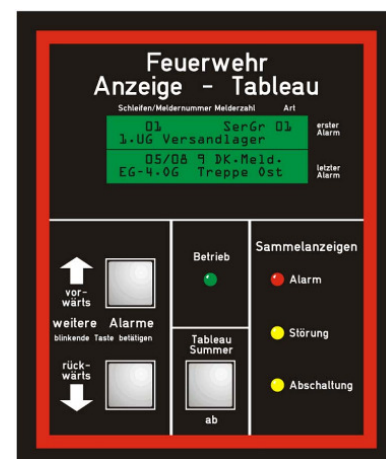 Feuerwehr
Anzeige - Tableau
Schleifen/Meldernummer Melderzahl Art
01 SerGr 01
1.UG Versandlager
erster
Alarm
05/08 9 DK-Meld.
EG-4.OG Treppe Ost
letzter
Alarm
vor-
wärts
weitere Alarme
blinkende Taste betätigen
rück-
wärts
Betrieb
Tableau
Summer
ab
Sammelanzeigen
Alarm
Störung
Abschaltung